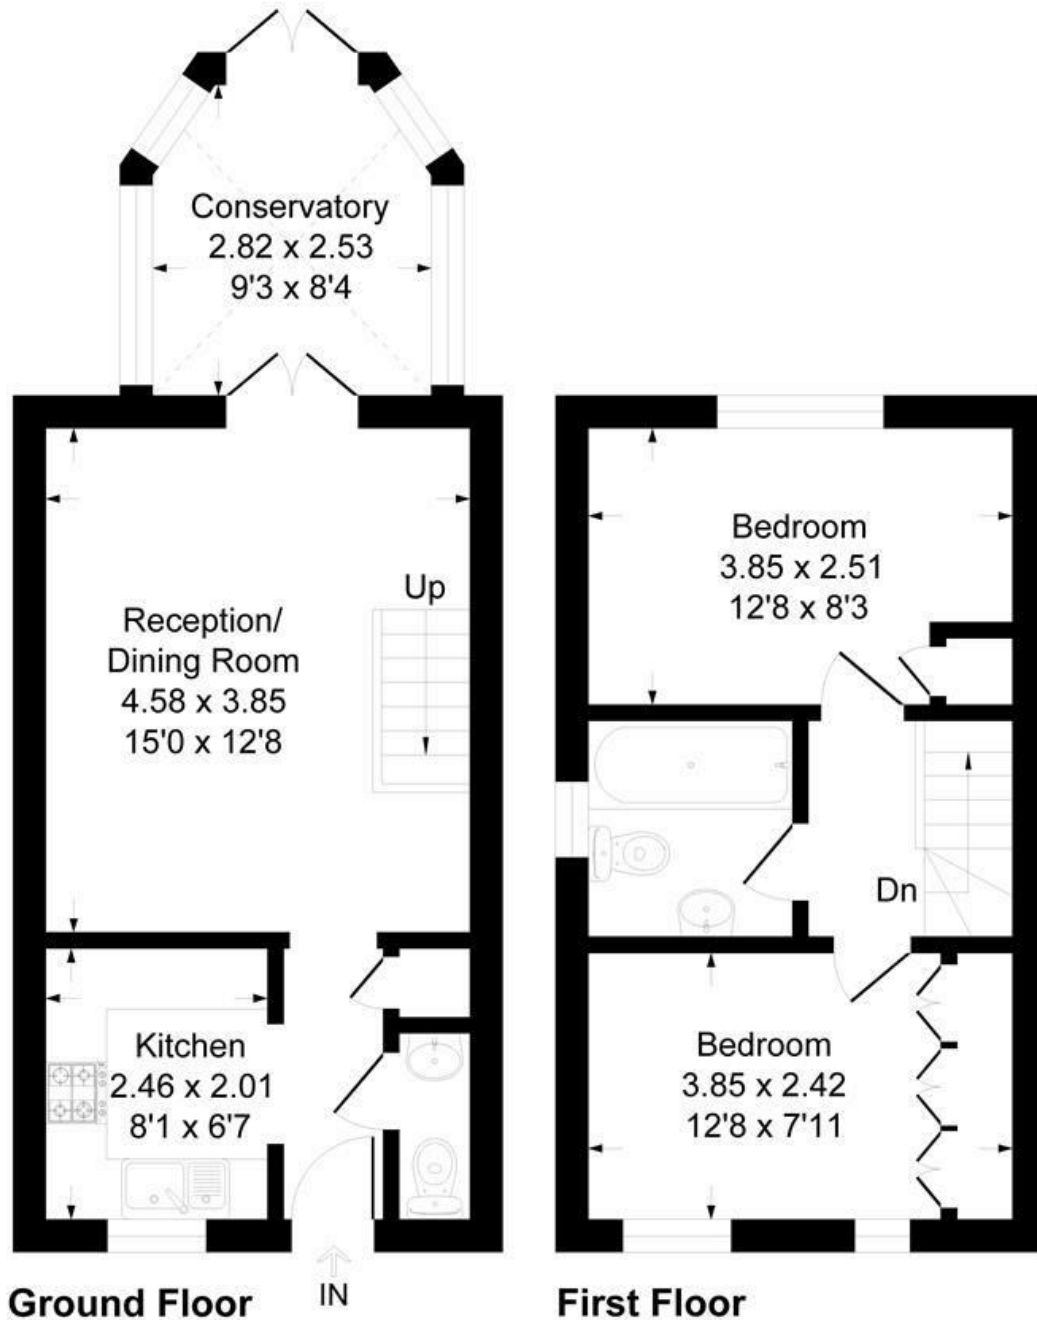 Conservatory
2.82 x 2.53
9'3 x 8'4
Reception/
Dining Room
4.58 x 3.85
15'0 x 12'8
Up
Kitchen
2.46 x 2.01
8'1 x 6'7
IN
Ground Floor
Bedroom
3.85 x 2.51
12'8 x 8'3
Dn
Bedroom
3.85 x 2.42
12'8 x 7'11
First Floor